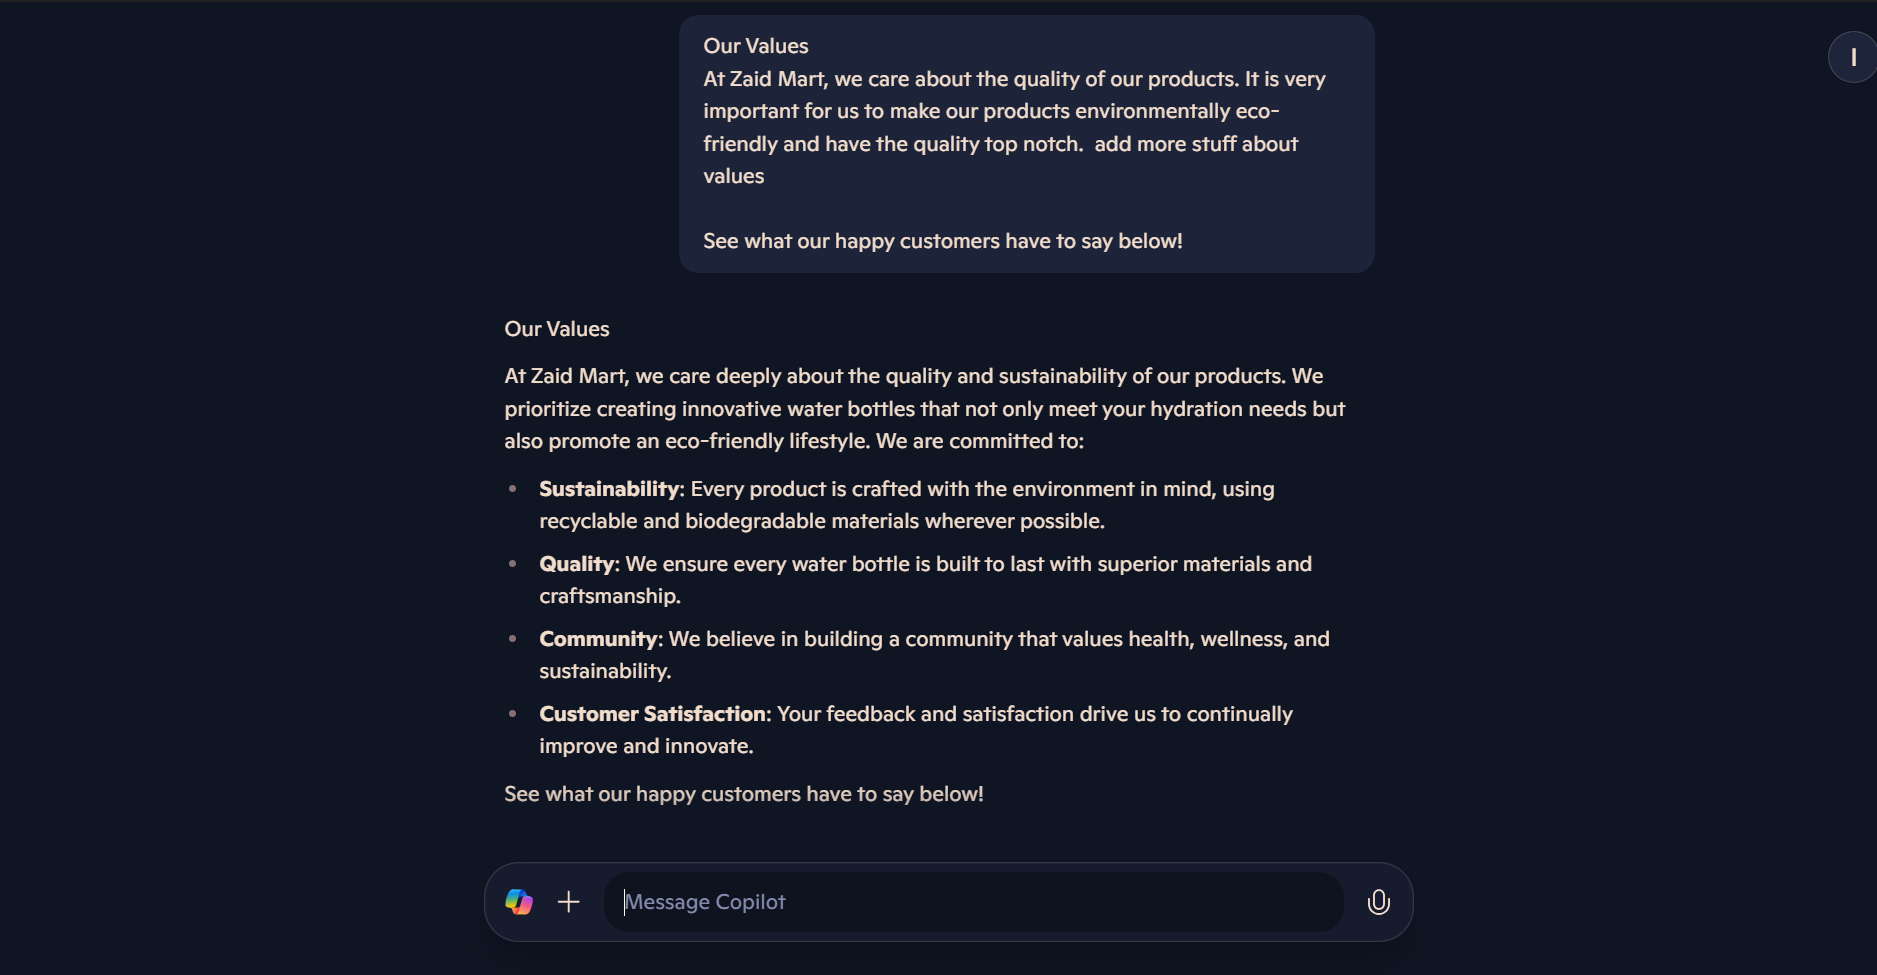 Our Values
At Zaid Mart, we care about the quality of our products. It is very
important for us to make our products environmentally eco-
friendly and have the quality top notch.  add more stuff about
values
See what our happy customers have to say below!
I
Our Values
At Zaid Mart, we care deeply about the quality and sustainability of our products. We
prioritize creating innovative water bottles that not only meet your hydration needs but
also promote an eco-friendly lifestyle. We are committed to:
• Sustainability: Every product is crafted with the environment in mind, using
recyclable and biodegradable materials wherever possible.
• Quality: We ensure every water bottle is built to last with superior materials and
craftsmanship.
• Community: We believe in building a community that values health, wellness, and
sustainability.
• Customer Satisfaction: Your feedback and satisfaction drive us to continually
improve and innovate.
See what our happy customers have to say below!
Message Copilot